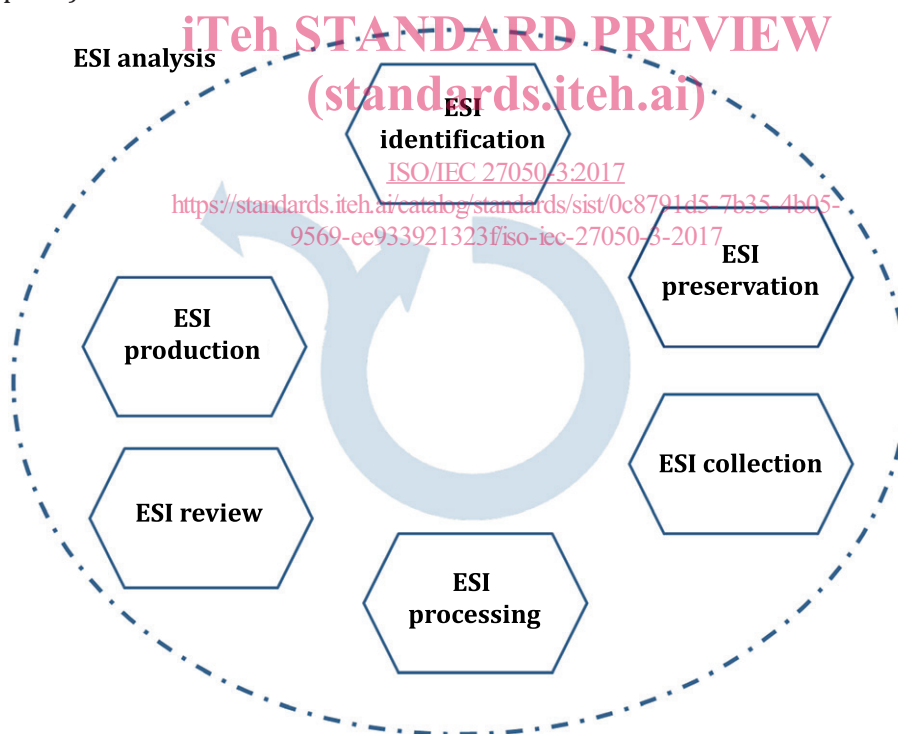 iTeh STANDARD PREVIEW
ESI analysis
(standards.iteh.ai)
ESI
identification
ISO/IEC 27050-3:2017
https://standards.iteh.ai/catalog/standards/sist/0c8791d5-7b35-4b05-
9569-ee933921323f/iso-iec-27050-3-2017
ESI
preservation
ESI
production
ESI collection
ESI review
ESI
processing